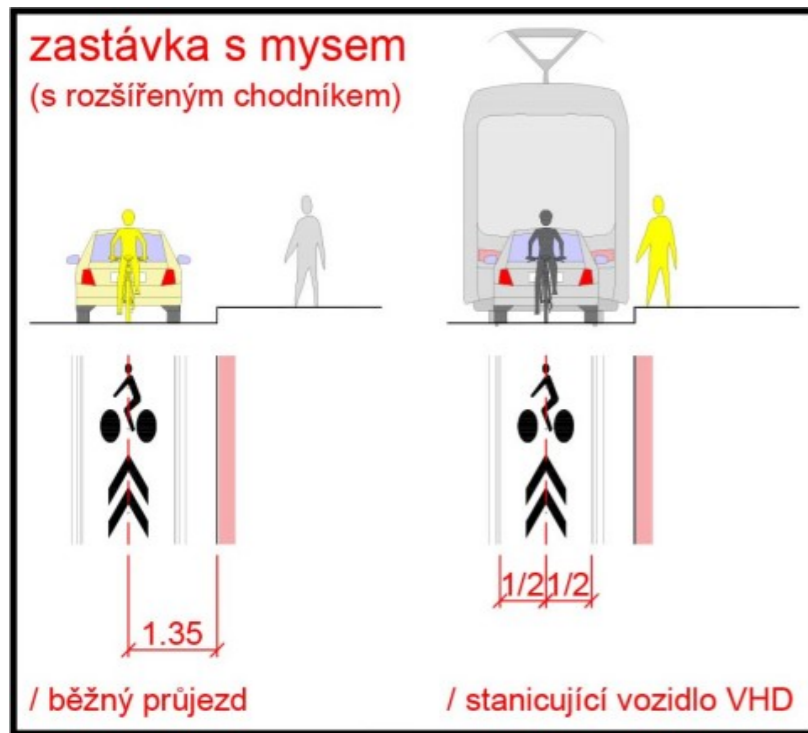 zastávka s mysem
(s rozšířeným chodníkem)
1/2 1/2
1.35
/ běžný průjezd
/ stanicující vozidlo VHD